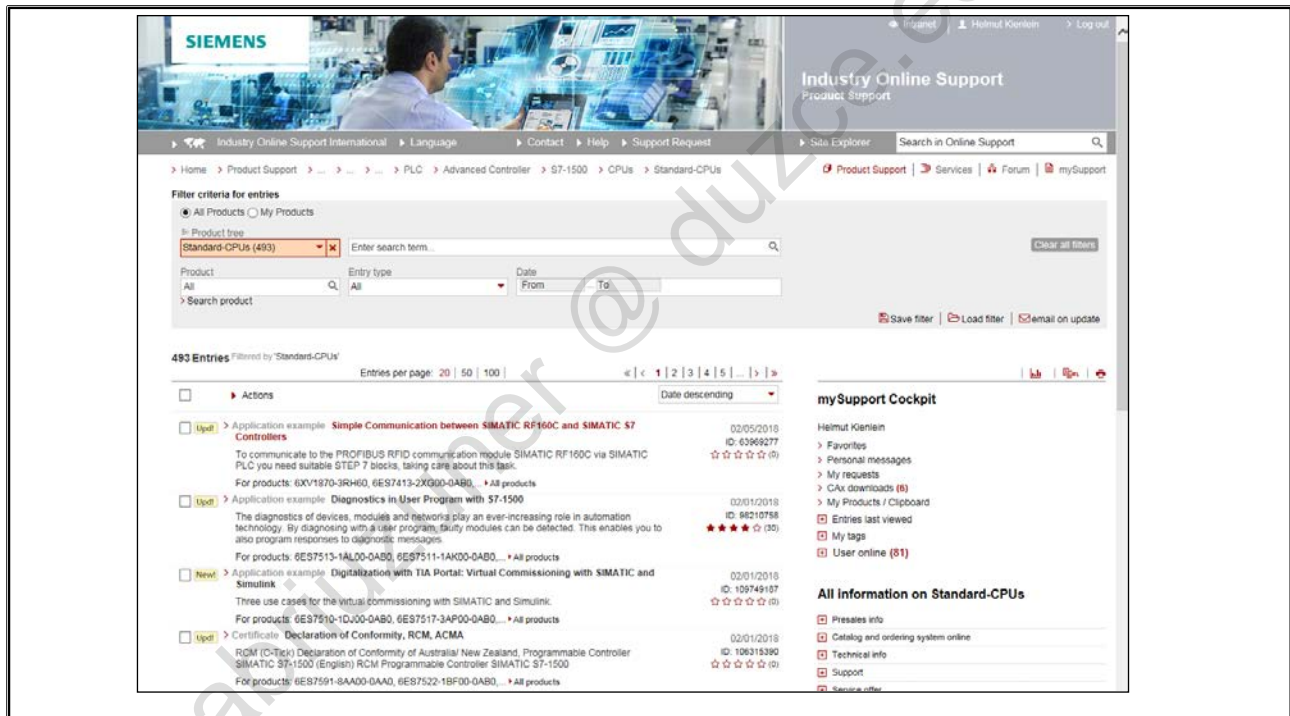 SIEMENS
Intranet Helmut Kienlein > Log out
Industry Online Support
Product Support
Industry Online Support International Language Contact Help Support Request Site Explorer Search in Online Support
> Home > Product Support > ... > ... > ... > PLC > Advanced Controller > S7-1500 > CPUs > Standard-CPUs Product Support | Services | Forum | mySupport
Filter criteria for entries
All Products My Products
Product tree
Standard-CPUs (493) Enter search term... Clear all filters
Product Entry type Date
All All From ... To
> Search product
Save filter | Load filter | email on update
493 Entries Filtered by 'Standard-CPUs'
Entries per page: 20 | 50 | 100 | « | < 1 | 2 | 3 | 4 | 5 | ... | > | »
Actions Date descending
mySupport Cockpit
Upd! > Application example Simple Communication between SIMATIC RF160C and SIMATIC S7 Controllers 02/05/2018
ID: 63969277
(0)
To communicate to the PROFIBUS RFID communication module SIMATIC RF160C via SIMATIC
PLC you need suitable STEP 7 blocks, taking care about this task.
For products: 6XV1870-3RH60, 6ES7413-2XG00-0AB0,... All products
Upd! > Application example Diagnostics in User Program with S7-1500 02/01/2018
ID: 98210758
(30)
The diagnostics of devices, modules and networks play an ever-increasing role in automation
technology. By diagnosing with a user program, faulty modules can be detected. This enables you to
also program responses to diagnostic messages.
For products: 6ES7513-1AL00-0AB0, 6ES7511-1AK00-0AB0,... All products
New! > Application example Digitalization with TIA Portal: Virtual Commissioning with SIMATIC and
Simulink 02/01/2018
ID: 109749187
(0)
Three use cases for the virtual commissioning with SIMATIC and Simulink.
For products: 6ES7510-1DJ00-0AB0, 6ES7517-3AP00-0AB0,... All products
Upd! > Certificate Declaration of Conformity, RCM, ACMA 02/01/2018
ID: 106315390
(0)
RCM (C-Tick) Declaration of Conformity of Australia/ New Zealand, Programmable Controller
SIMATIC S7-1500 (English) RCM Programmable Controller SIMATIC S7-1500
For products: 6ES7591-8AA00-0AA0, 6ES7522-1BF00-0AB0,... All products
Helmut Kienlein
> Favorites
> Personal messages
> My requests
> CAx downloads (6)
> My Products / Clipboard
Entries last viewed
My tags
User online (81)
All information on Standard-CPUs
Presales info
Catalog and ordering system online
Technical info
Support
Service offer